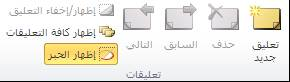 تعليق جديد
حذف
السابق
التالي
إظهار/إخفاء التعليق
إظهار كافة التعليقات
إظهار الحبر
تعليقات